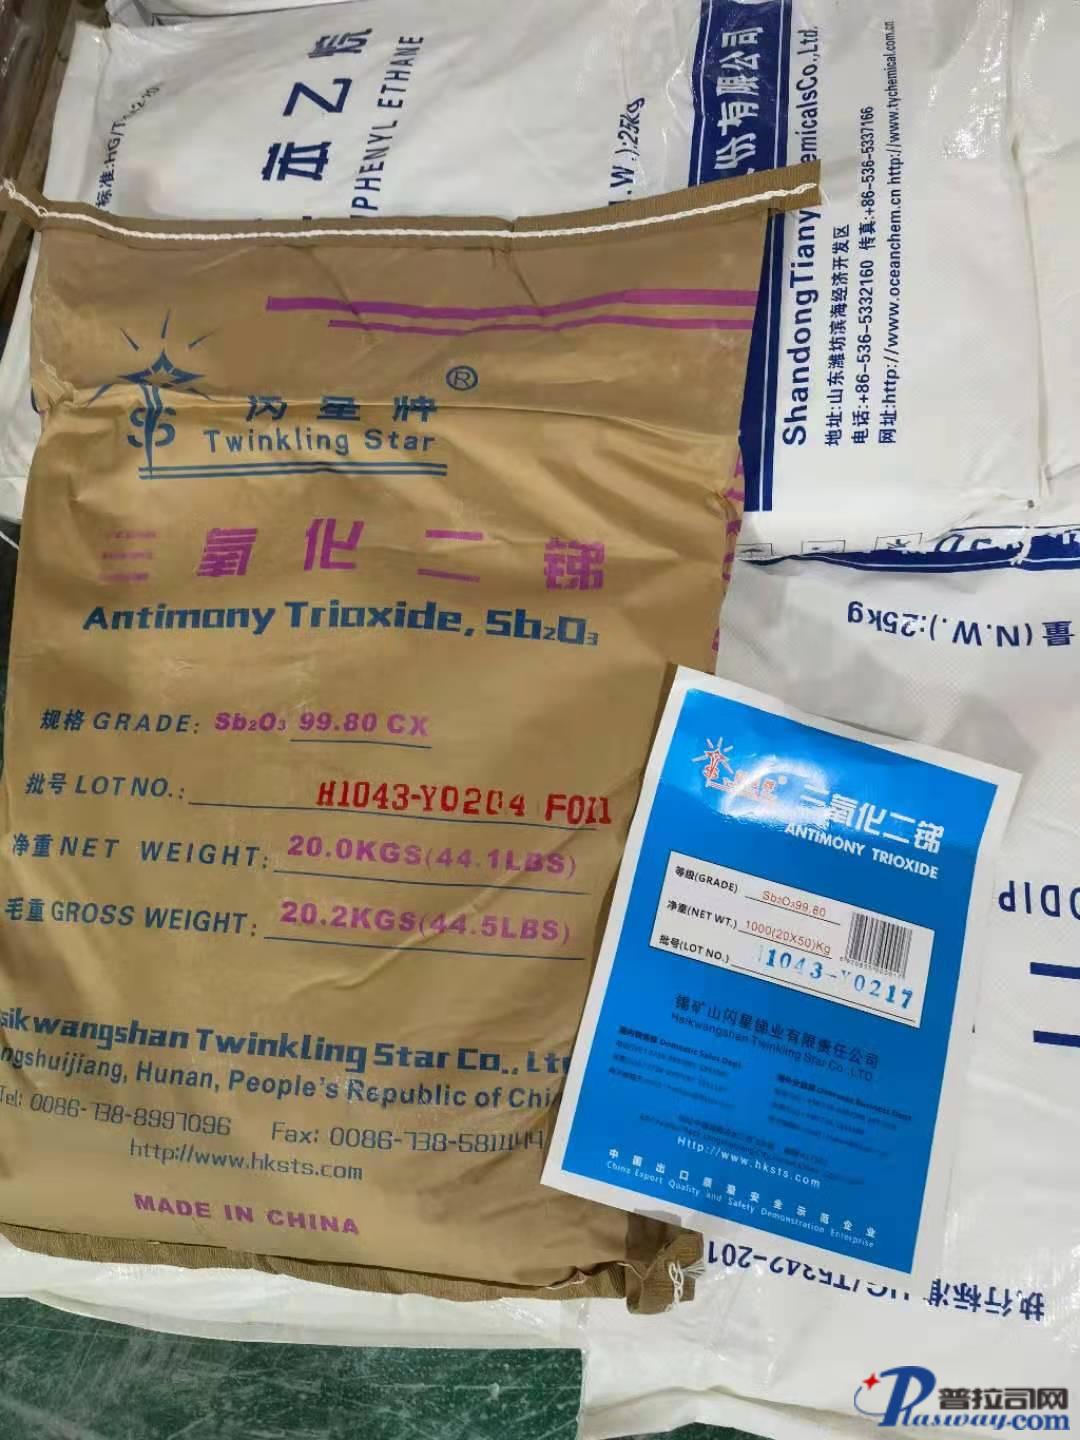 苯乙烷
PHENYL ETHANE
N.W.):25kg
份有限公司
ShandongTiany
emicalsCo.,Ltd.
地址:山东潍坊滨海经济开发区
电话:+86-536-5332160 传真:+86-536-5337166
网址:http://www.oceanchem.cn http://www.tychemical.com.cn
SS
闪星牌 ®
Twinkling Star
三氧化二锑
Antimony Trioxide, Sb₂O₃
规格 GRADE: Sb₂O₃ 99.80 CX
批号 LOT NO.: H1043-Y0204 F011
净重 NET WEIGHT: 20.0KGS(44.1LBS)
毛重 GROSS WEIGHT: 20.2KGS(44.5LBS)
sikwangshan Twinkling Star Co., Lt
ngshuijiang, Hunan, People's Republic of Chi
Tel: 0086-738-8997096 Fax: 0086-738-5811144
http://www.hksts.com
MADE IN CHINA
量(N.W.):25kg
三氧化二锑
ANTIMONY TRIOXIDE
等级(GRADE) Sb₂O₃99.80
净重(NET WT.) 1000(20X50)Kg
批号(LOT NO.) 1043-Y0217
锡矿山闪星锑业有限责任公司
Hsikwangshan Twinkling Star Co.,LTD
Http://www.hksts.com
中国出口质量安全示范企业
China Export Quality and Safety Demonstration Enterprise
执行标准
普拉司网
Plasway.com